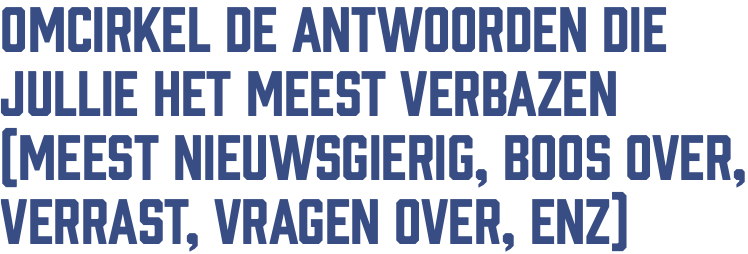 OMCIRKEL DE ANTWOORDEN DIE
JULLIE HET MEEST VERBAZEN
(MEEST NIEUWSGIERIG, BOOS OVER,
VERRAST, VRAGEN OVER, ENZ)